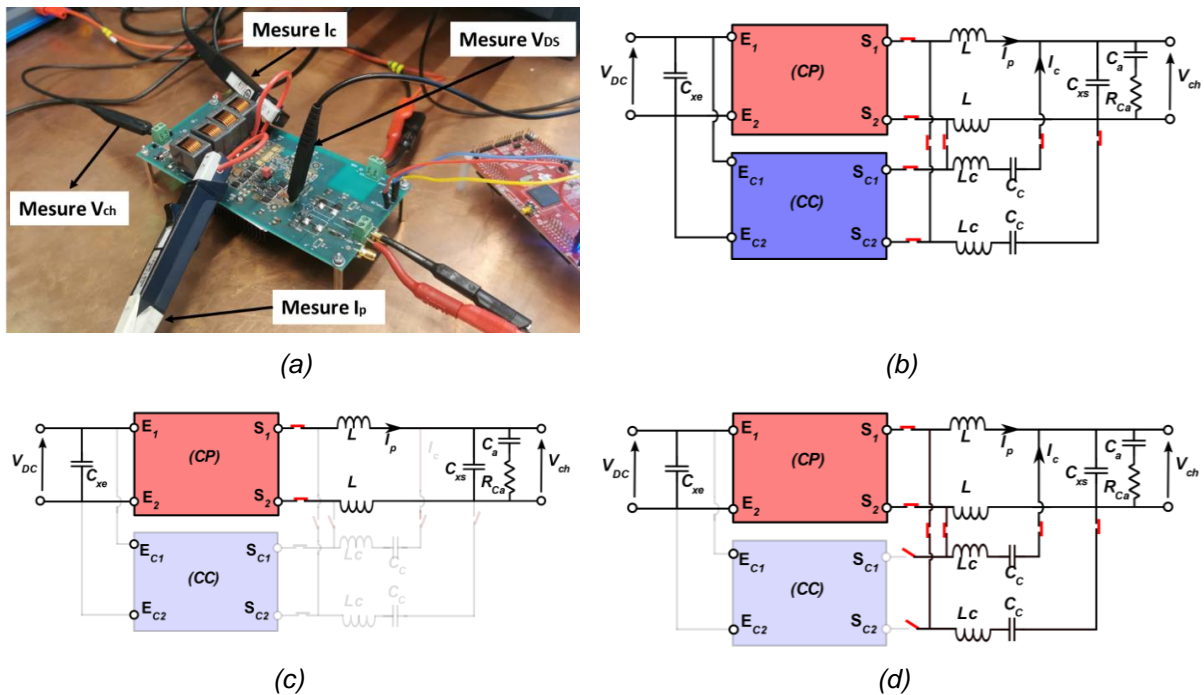 Mesure Ic
Mesure VDS
Mesure Vch
Mesure Ip
(a)
E1
S1
L
Ip
Ic
Ca
VDC
Cxe
(CP)
Cxs
RCa
Vch
E2
S2
L
EC1
SC1
Lc
CC
(CC)
EC2
SC2
Lc
CC
(b)
E1
S1
L
Ip
Ic
Ca
VDC
Cxe
(CP)
Cxs
RCa
Vch
E2
S2
L
EC1
SC1
Lc
CC
(CC)
EC2
SC2
Lc
CC
(c)
E1
S1
L
Ip
Ic
Ca
VDC
Cxe
(CP)
Cxs
RCa
Vch
E2
S2
L
EC1
SC1
Lc
CC
(CC)
EC2
SC2
Lc
CC
(d)